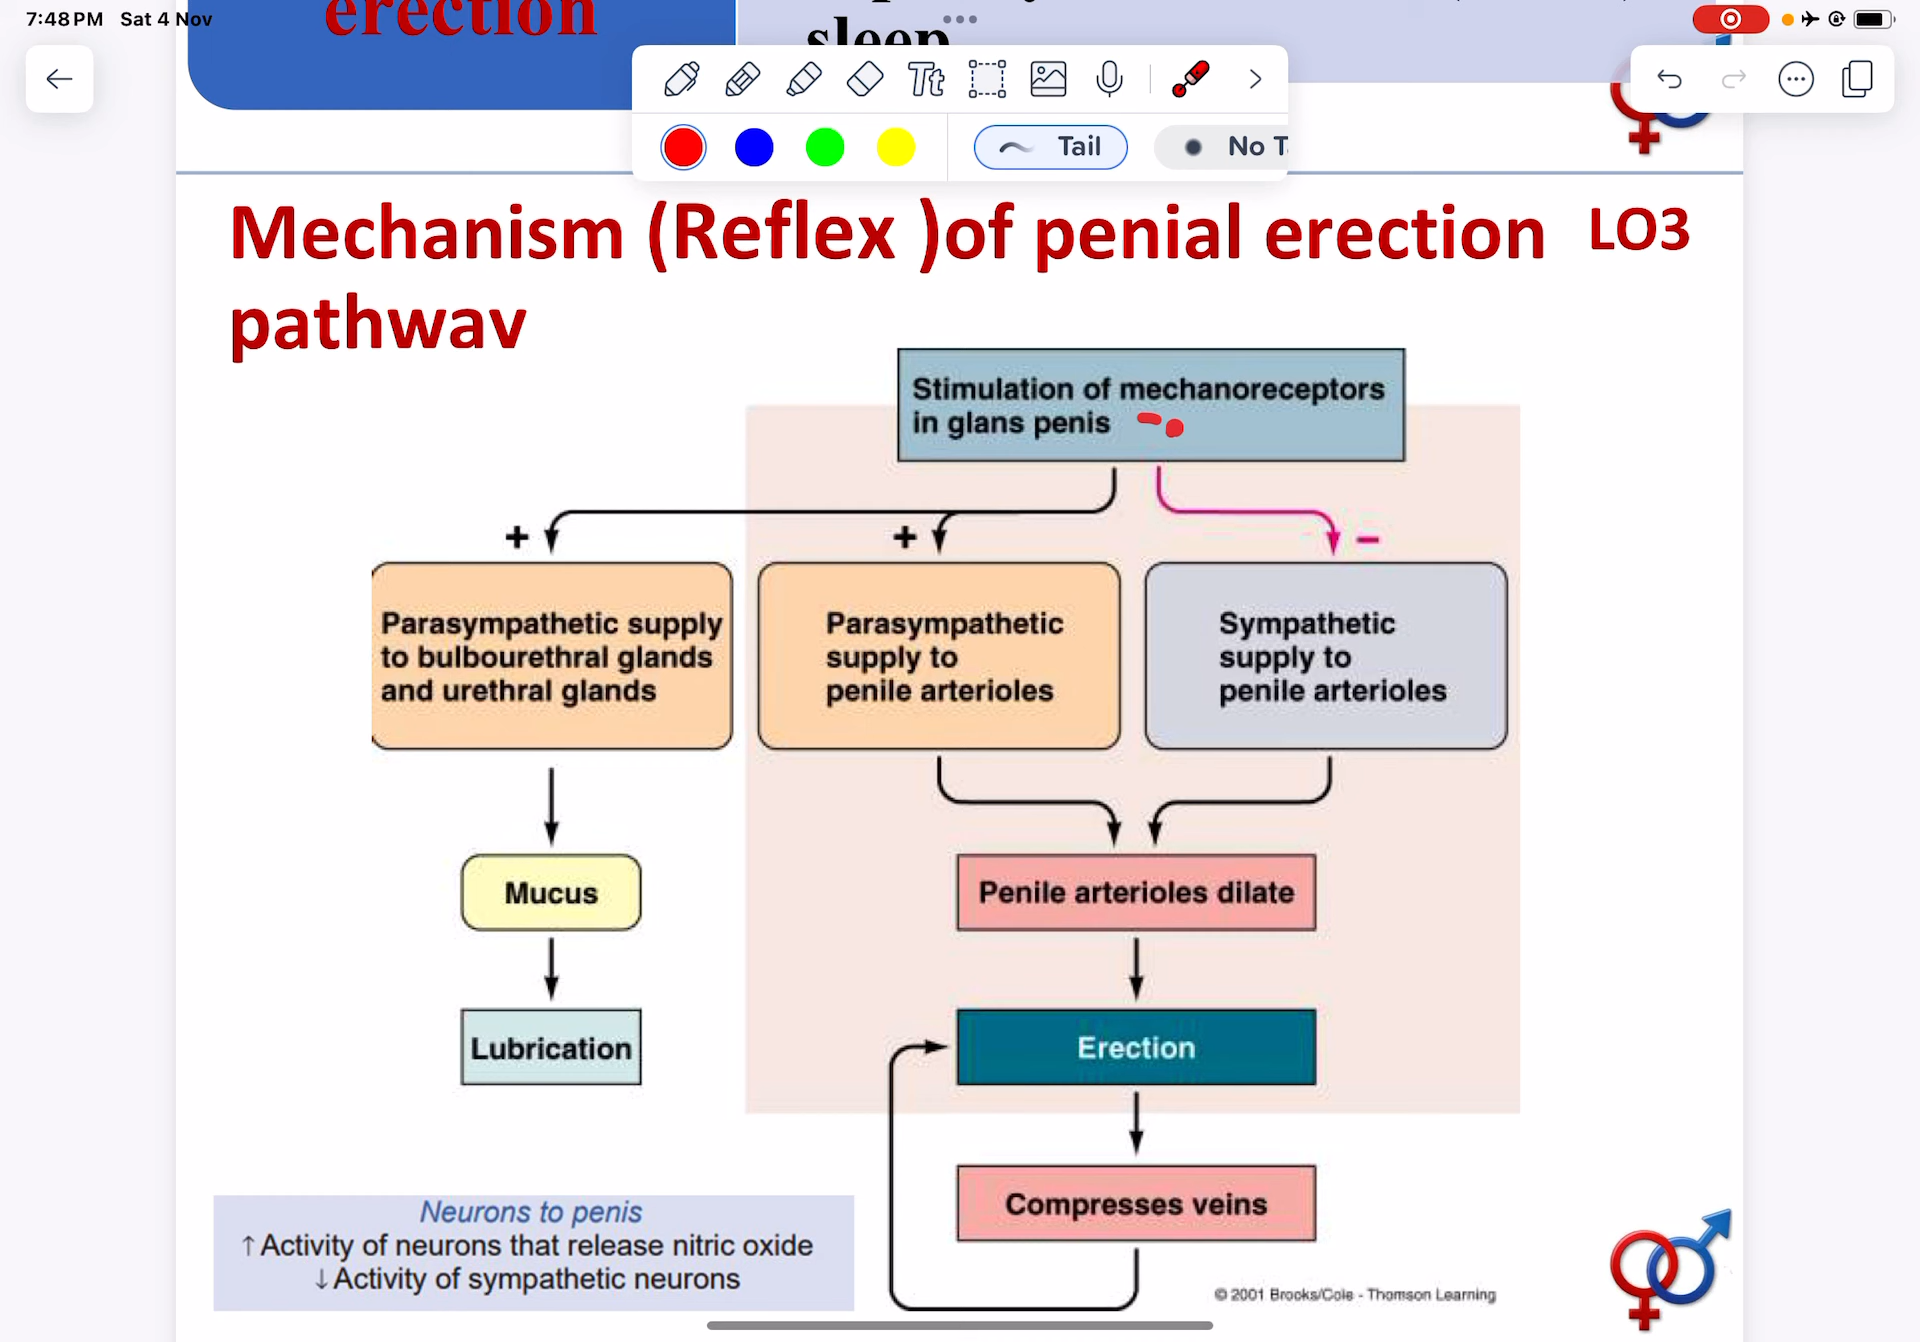 7:48 PM Sat 4 Nov
erection
sleep
Tt
Tail
No T
Mechanism (Reflex )of penial erection LO3
pathway
Stimulation of mechanoreceptors
in glans penis
+
+
−
Parasympathetic supply
to bulbourethral glands
and urethral glands
Parasympathetic
supply to
penile arterioles
Sympathetic
supply to
penile arterioles
Mucus
Penile arterioles dilate
Lubrication
Erection
Compresses veins
Neurons to penis
↑ Activity of neurons that release nitric oxide
↓ Activity of sympathetic neurons
© 2001 Brooks/Cole - Thomson Learning